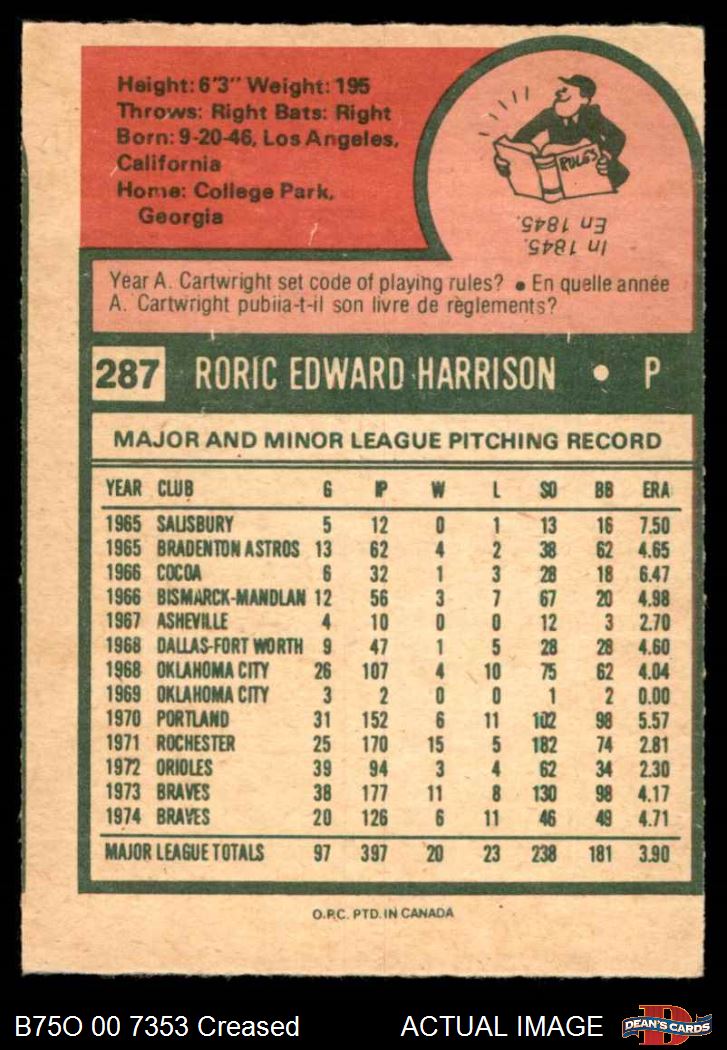 Height: 6'3" Weight: 195
Throws: Right Bats: Right
Born: 9-20-46, Los Angeles,
California
Home: College Park,
Georgia
RULES
In 1845.
En 1845.
Year A. Cartwright set code of playing rules? • En quelle année
A. Cartwright pubiia-t-il son livre de règlements?
287 RORIC EDWARD HARRISON • P
MAJOR AND MINOR LEAGUE PITCHING RECORD
YEAR CLUB G IP W L SO BB ERA
1965 SALISBURY 5 12 0 1 13 16 7.50
1965 BRADENTON ASTROS 13 62 4 2 38 62 4.65
1966 COCOA 6 32 1 3 28 18 6.47
1966 BISMARCK-MANDLAN 12 56 3 7 67 20 4.98
1967 ASHEVILLE 4 10 0 0 12 3 2.70
1968 DALLAS-FORT WORTH 9 47 1 5 28 28 4.60
1968 OKLAHOMA CITY 26 107 4 10 75 62 4.04
1969 OKLAHOMA CITY 3 2 0 0 1 2 0.00
1970 PORTLAND 31 152 6 11 102 98 5.57
1971 ROCHESTER 25 170 15 5 182 74 2.81
1972 ORIOLES 39 94 3 4 62 34 2.30
1973 BRAVES 38 177 11 8 130 98 4.17
1974 BRAVES 20 126 6 11 46 49 4.71
MAJOR LEAGUE TOTALS 97 397 20 23 238 181 3.90
O.P.C. PTD. IN CANADA
B75O 00 7353 Creased ACTUAL IMAGE
D
DEAN'S CARDS